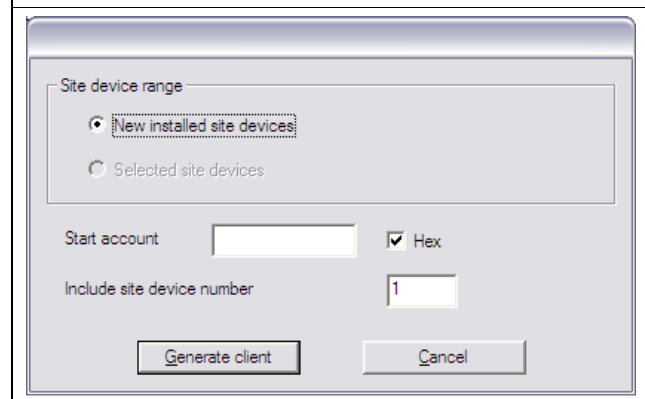 Site device range
New installed site devices
Selected site devices
Start account
Hex
Include site device number
1
Generate client
Cancel